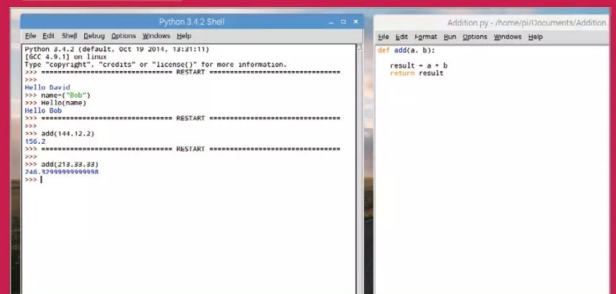 Python 3.4.2 Shell
File Edit Shell Debug Options Windows Help
Python 3.4.2 (default, Oct 19 2014, 13:31:11)
[GCC 4.9.1] on linux
Type "copyright", "credits" or "license()" for more information.
>>> ================================ RESTART ================================
>>>
Hello David
>>> name=("Bob")
>>> Hello(name)
Hello Bob
>>> ================================ RESTART ================================
>>>
>>> add(144,12.2)
156.2
>>> ================================ RESTART ================================
>>>
>>> add(213,33.33)
246.32999999999998
>>>
Addition.py - /home/pi/Documents/Addition
File Edit Format Run Options Windows Help
def add(a, b):
result = a + b
return result